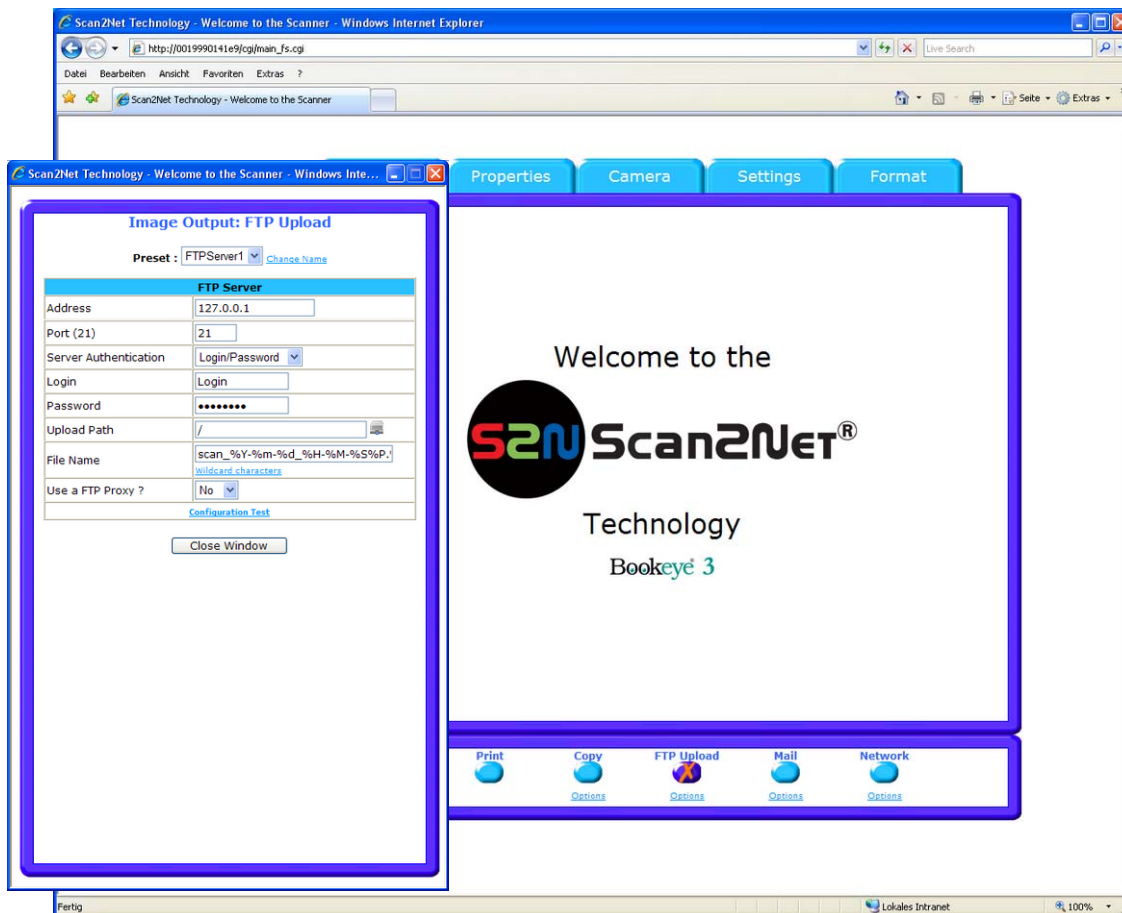 Scan2Net Technology - Welcome to the Scanner - Windows Internet Explorer
http://0019990141e9/cgi/main_fs.cgi
Live Search
Datei Bearbeiten Ansicht Favoriten Extras ?
Scan2Net Technology - Welcome to the Scanner
Seite Extras
Properties Camera Settings Format
Scan2Net Technology - Welcome to the Scanner - Windows Inte...
Image Output: FTP Upload
Preset : FTPServer1 Change Name
FTP Server
Address 127.0.0.1
Port (21) 21
Server Authentication Login/Password
Login Login
Password ••••••••
Upload Path /
File Name scan_%Y-%m-%d_%H-%M-%S%P.
Wildcard characters
Use a FTP Proxy ? No
Configuration Test
Close Window
Welcome to the
S2N Scan2Net®
Technology
Bookeye 3
Print Copy FTP Upload Mail Network
X
Options Options Options Options
Fertig Lokales Intranet 100%